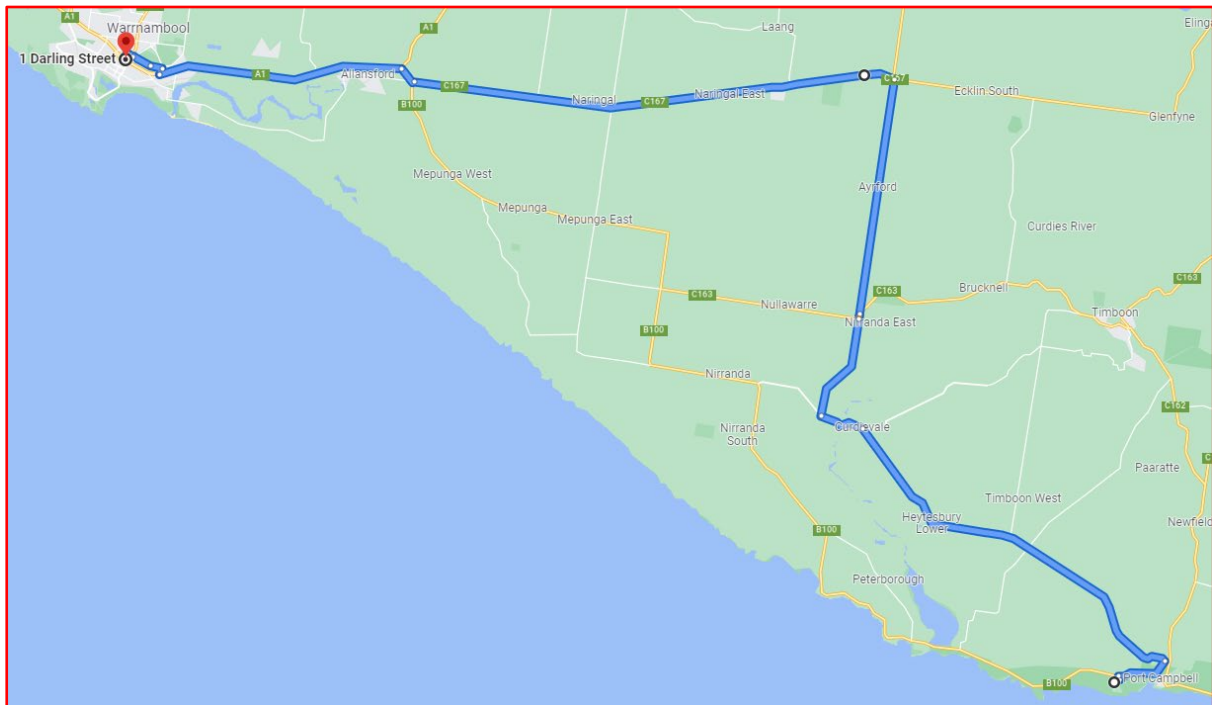 Warrnambool
A1
Laang
Elinga
1 Darling Street
A1
Allansford
C167
C167
Naringal
C167
Naringal East
Ecklin South
Glenfyne
B100
Mepunga West
Ayrford
Mepunga
Mepunga East
Curdies River
C163
C163
C163
Nullawarre
Brucknell
Timboon
Nirranda East
B100
Nirranda
C162
Nirranda
South
Curdievale
Paaratte
Timboon West
Heytesbury
Lower
Newfield
B100
Peterborough
B100
Port Campbell